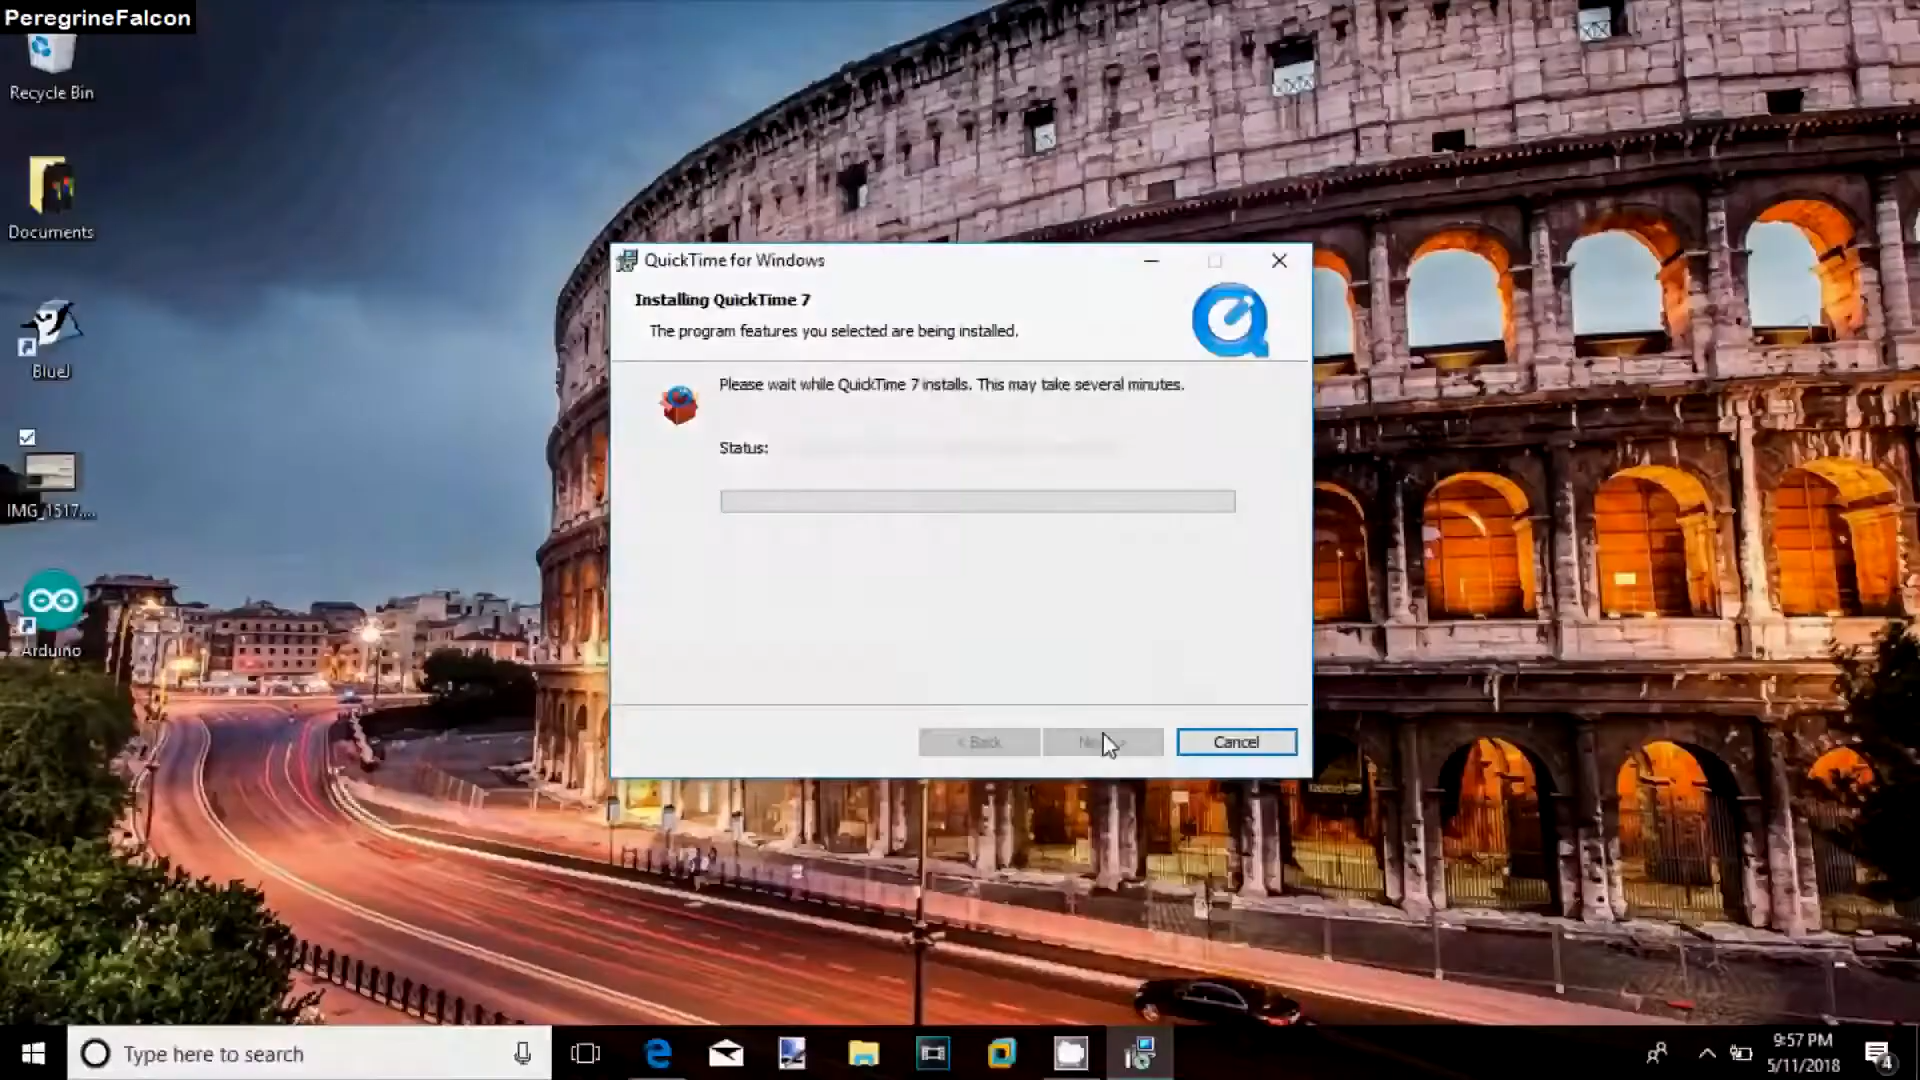 PeregrineFalcon
Recycle Bin
Documents
BlueJ
IMG_1517....
Arduino
QuickTime for Windows
Installing QuickTime 7
The program features you selected are being installed.
Please wait while QuickTime 7 installs. This may take several minutes.
Status:
< Back
Cancel
Type here to search
9:57 PM
5/11/2018
4